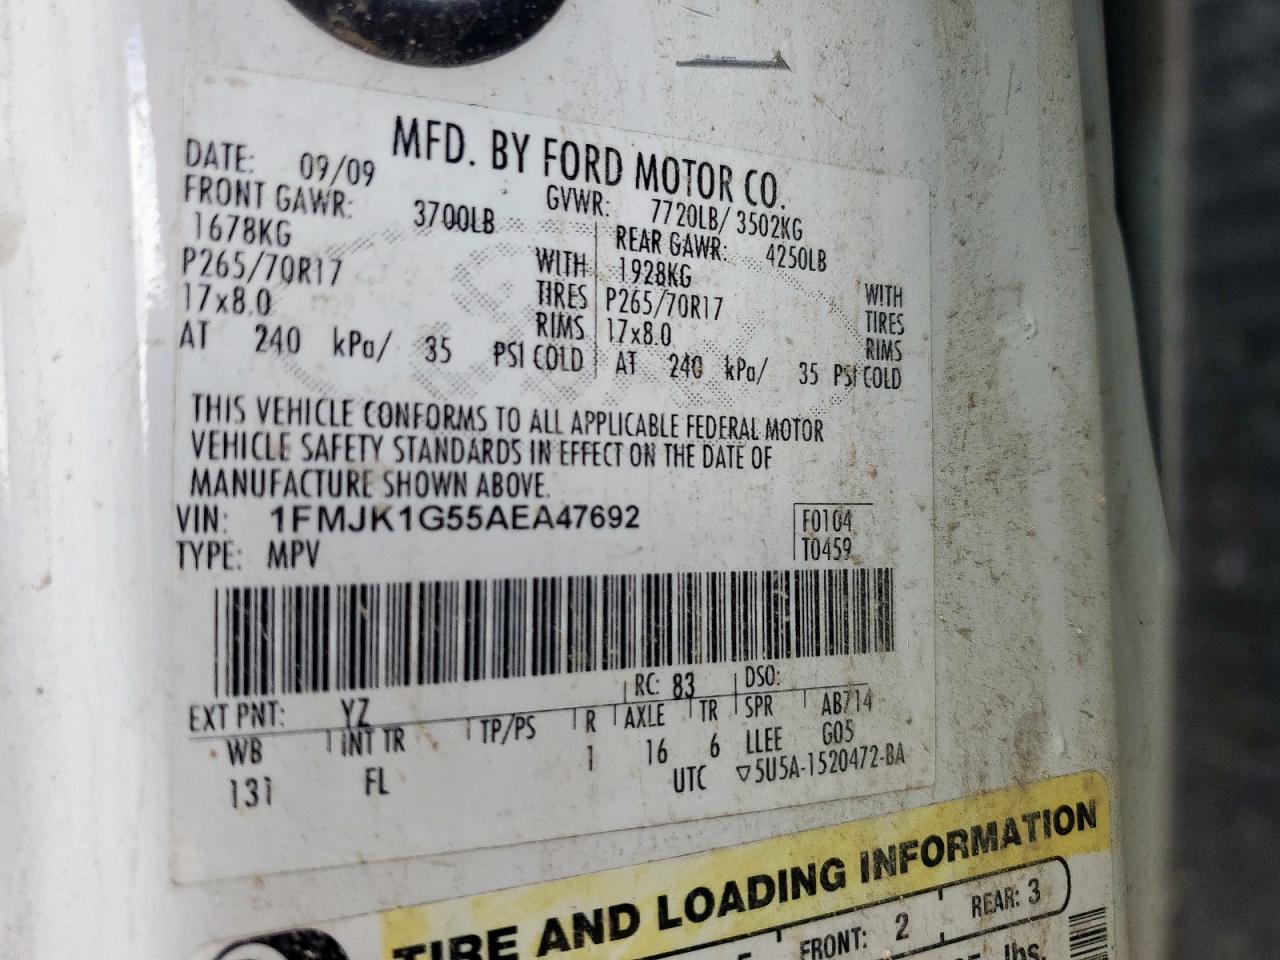 MFD. BY FORD MOTOR CO.
DATE: 09/09 GVWR: 7720LB/ 3502KG
FRONT GAWR: 3700LB REAR GAWR: 4250LB
1678KG WITH 1928KG WITH
P265/70R17 TIRES P265/70R17 TIRES
17x8.0 RIMS 17x8.0 RIMS
AT 240 kPa/ 35 PSI COLD AT 240 kPa/ 35 PSI COLD
THIS VEHICLE CONFORMS TO ALL APPLICABLE FEDERAL MOTOR
VEHICLE SAFETY STANDARDS IN EFFECT ON THE DATE OF
MANUFACTURE SHOWN ABOVE.
VIN: 1FMJK1G55AEA47692 F0104
TYPE: MPV T0459
EXT PNT: YZ RC: 83 DSO:
WB INT TR TP/PS R AXLE TR SPR AB714
131 FL 1 16 6 LLEE G05
UTC ▽5U5A-1520472-BA
TIRE AND LOADING INFORMATION
FRONT: 2 REAR: 3
lbs.